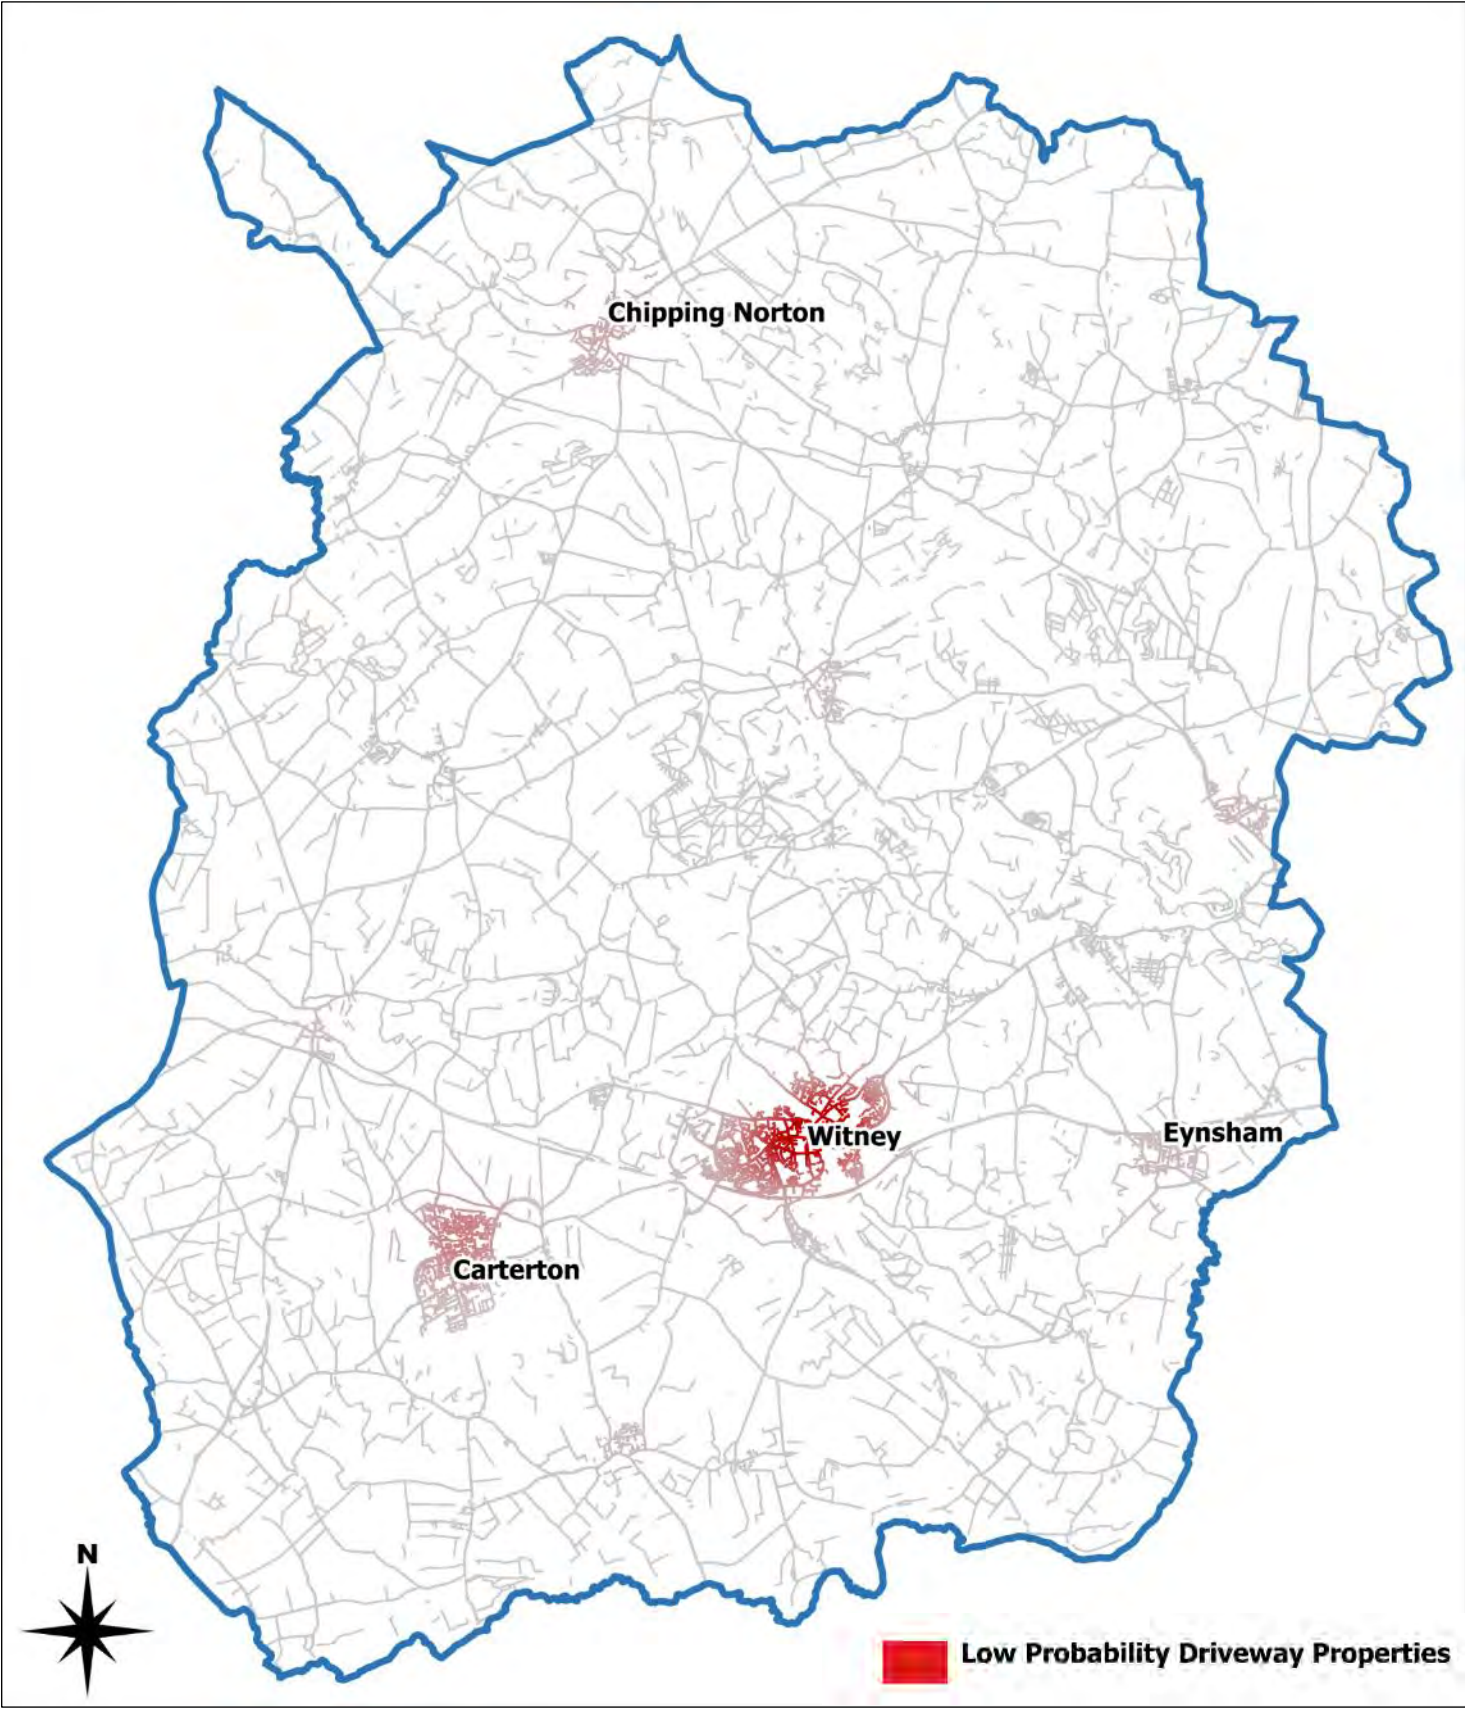 Chipping Norton
Witney
Eynsham
Carterton
N
Low Probability Driveway Properties